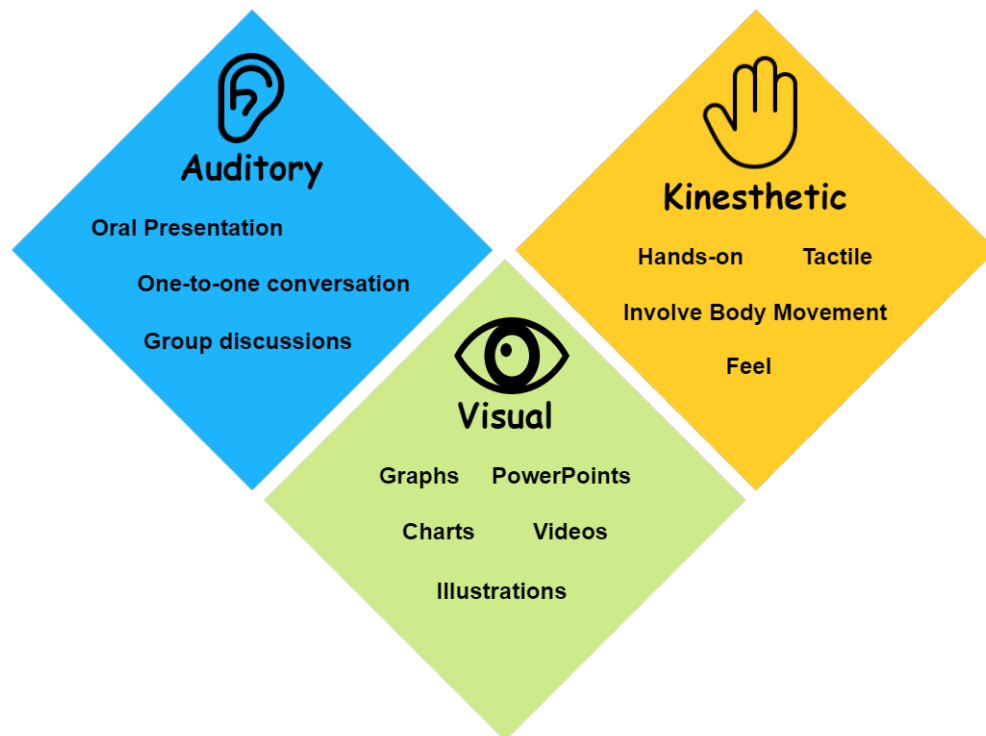 Auditory
Oral Presentation
One-to-one conversation
Group discussions
Kinesthetic
Hands-on Tactile
Involve Body Movement
Feel
Visual
Graphs PowerPoints
Charts Videos
Illustrations